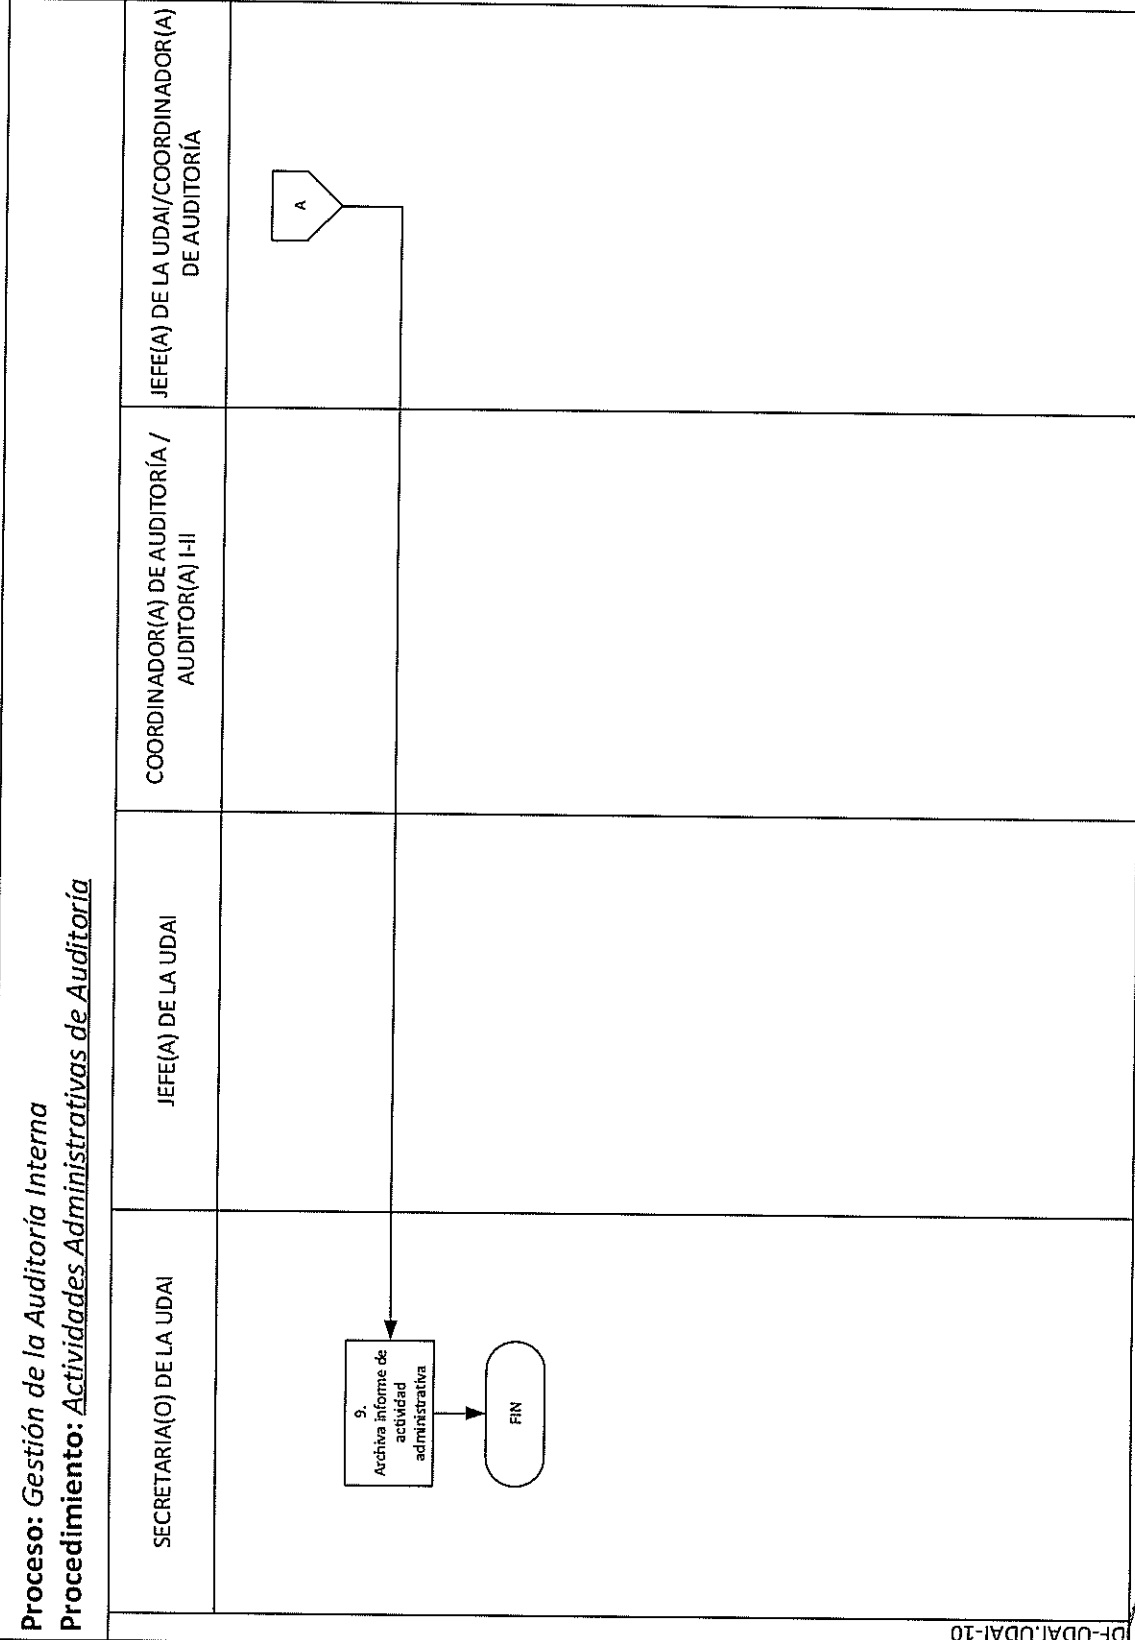 Proceso: Gestión de la Auditoría Interna
Procedimiento: Actividades Administrativas de Auditoría
SECRETARIA(O) DE LA UDAI
JEFE(A) DE LA UDAI
COORDINADOR(A) DE AUDITORÍA /
AUDITOR(A) I-II
JEFE(A) DE LA UDAI/COORDINADOR(A)
DE AUDITORÍA
A
9.
Archiva informe de
actividad
administrativa
FIN
DF-UDAI.UDAI-10